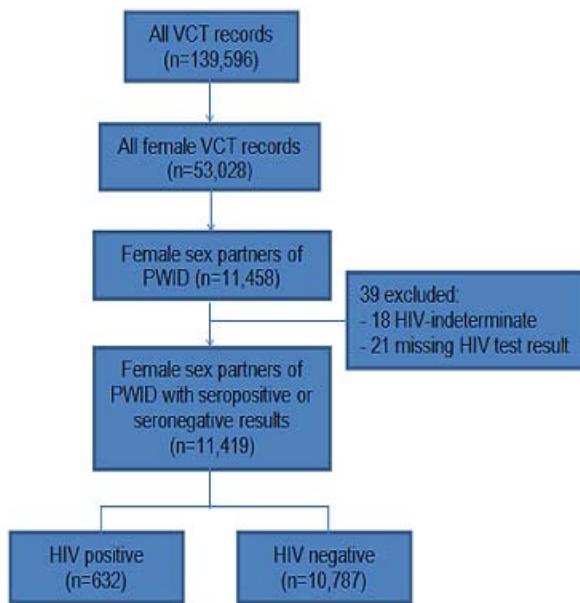 All VCT records
(n=139,596)
All female VCT records
(n=53,028)
Female sex partners of
PWID (n=11,458)
39 excluded:
- 18 HIV-indeterminate
- 21 missing HIV test result
Female sex partners of
PWID with seropositive or
seronegative results
(n=11,419)
HIV positive
(n=632)
HIV negative
(n=10,787)